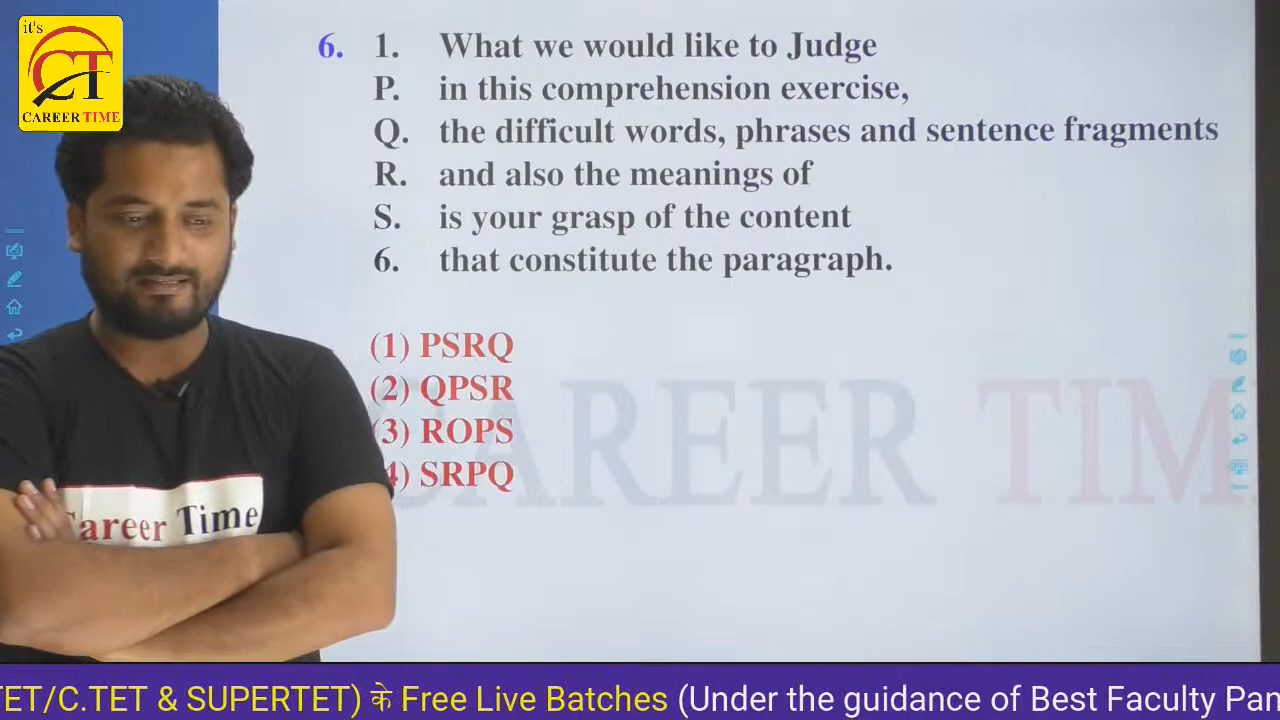 it's
CT
CAREER TIME
6. 1. What we would like to Judge
P. in this comprehension exercise,
Q. the difficult words, phrases and sentence fragments
R. and also the meanings of
S. is your grasp of the content
6. that constitute the paragraph.
(1) PSRQ
(2) QPSR
(3) RQPS
4) SRPQ
CAREER TIM
Career Time
TET/C.TET & SUPERTET) के Free Live Batches (Under the guidance of Best Faculty Pan